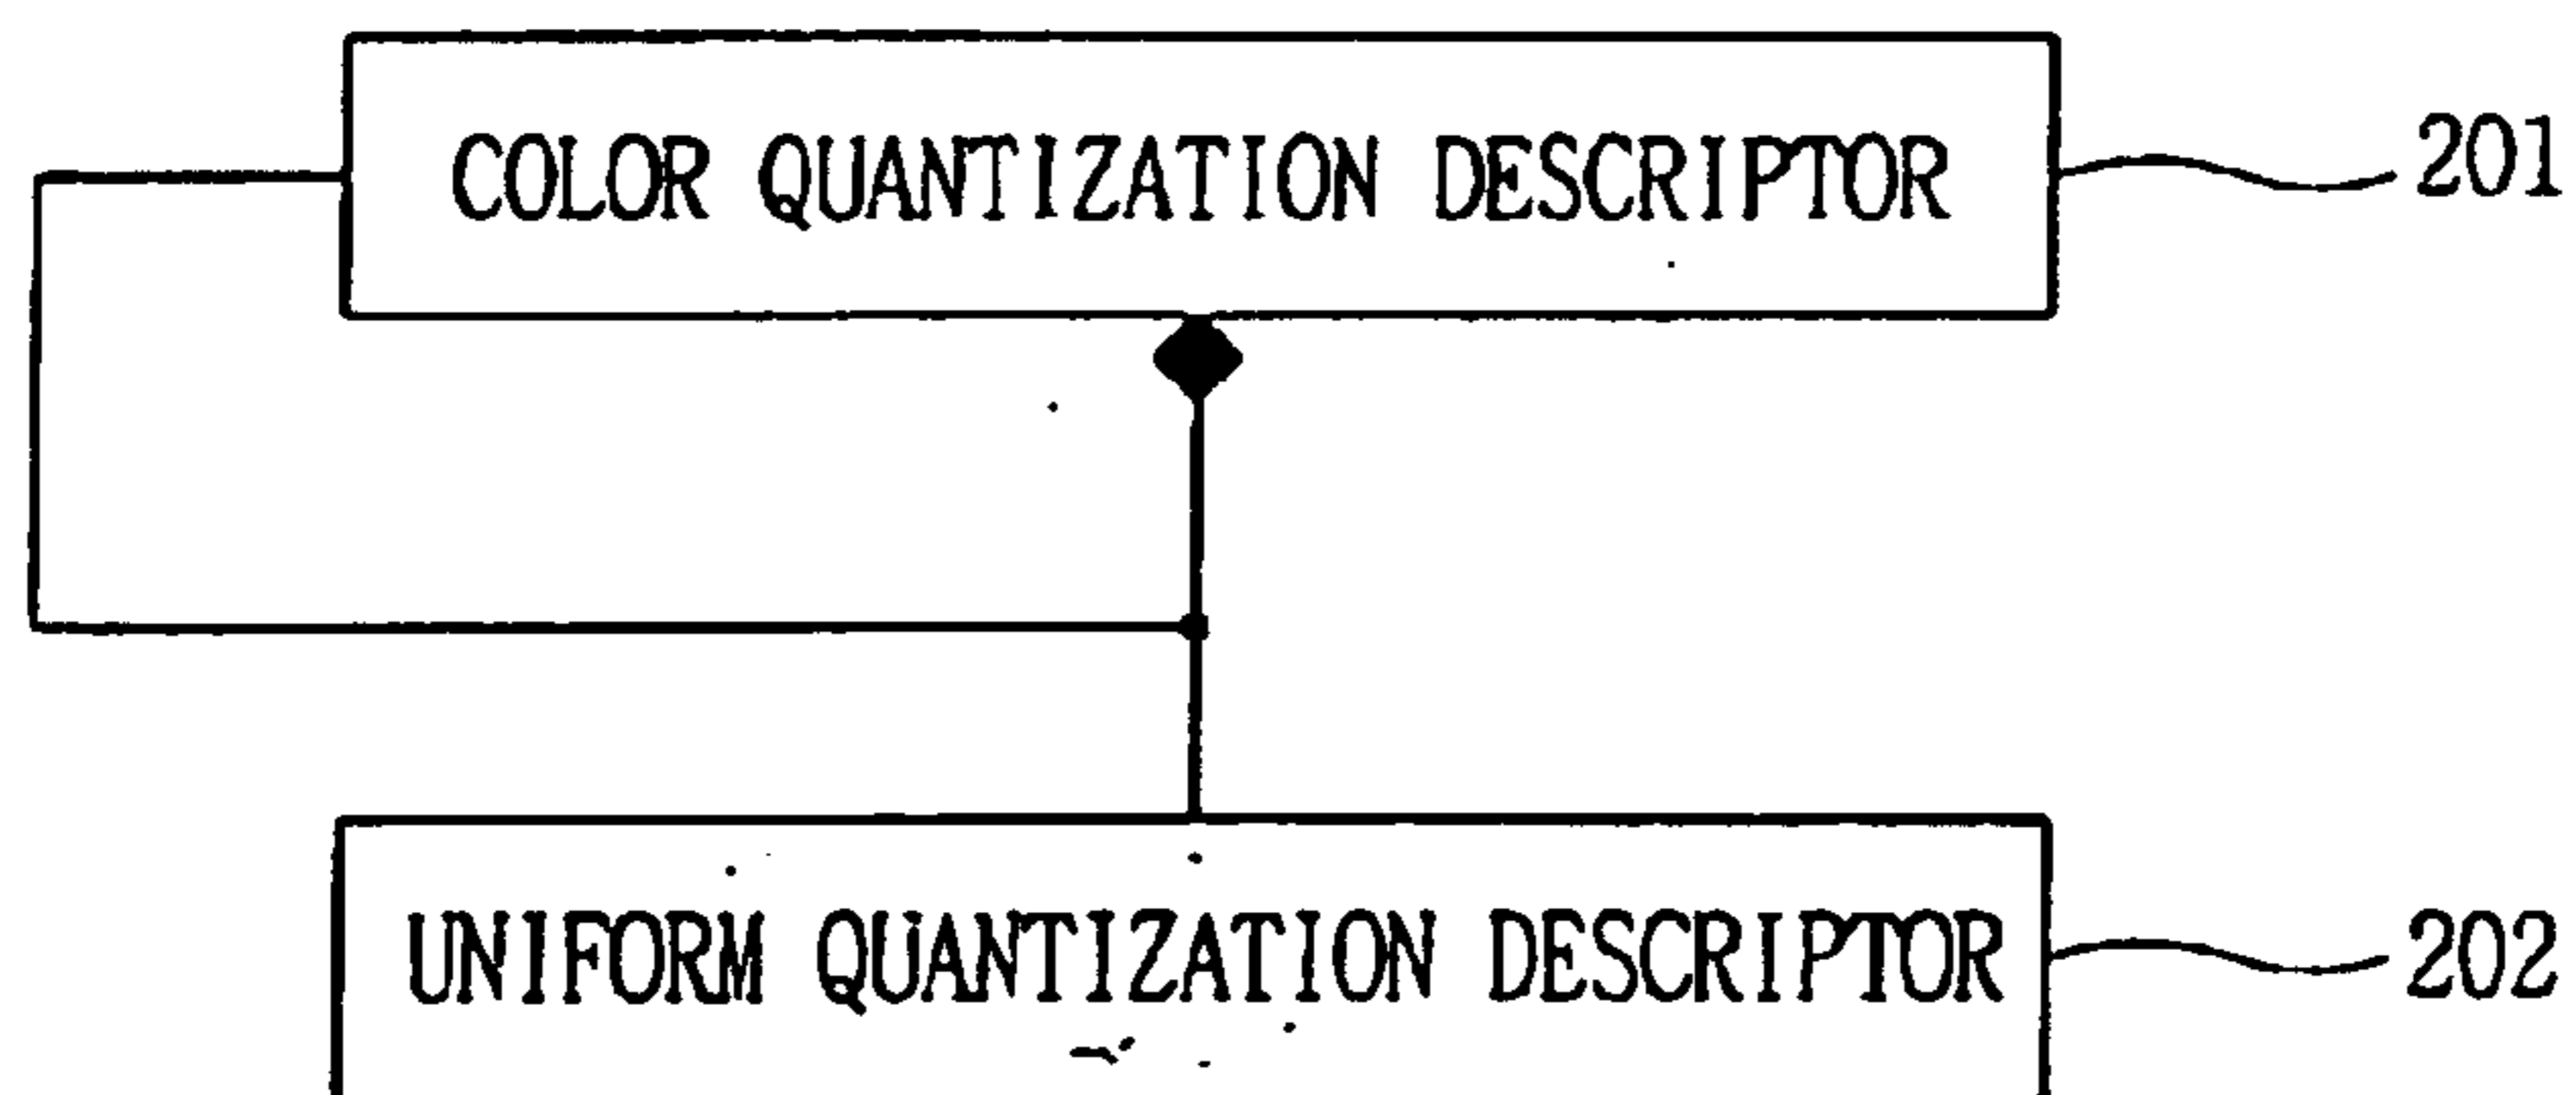 COLOR QUANTIZATION DESCRIPTOR
201
UNIFORM QUANTIZATION DESCRIPTOR
202